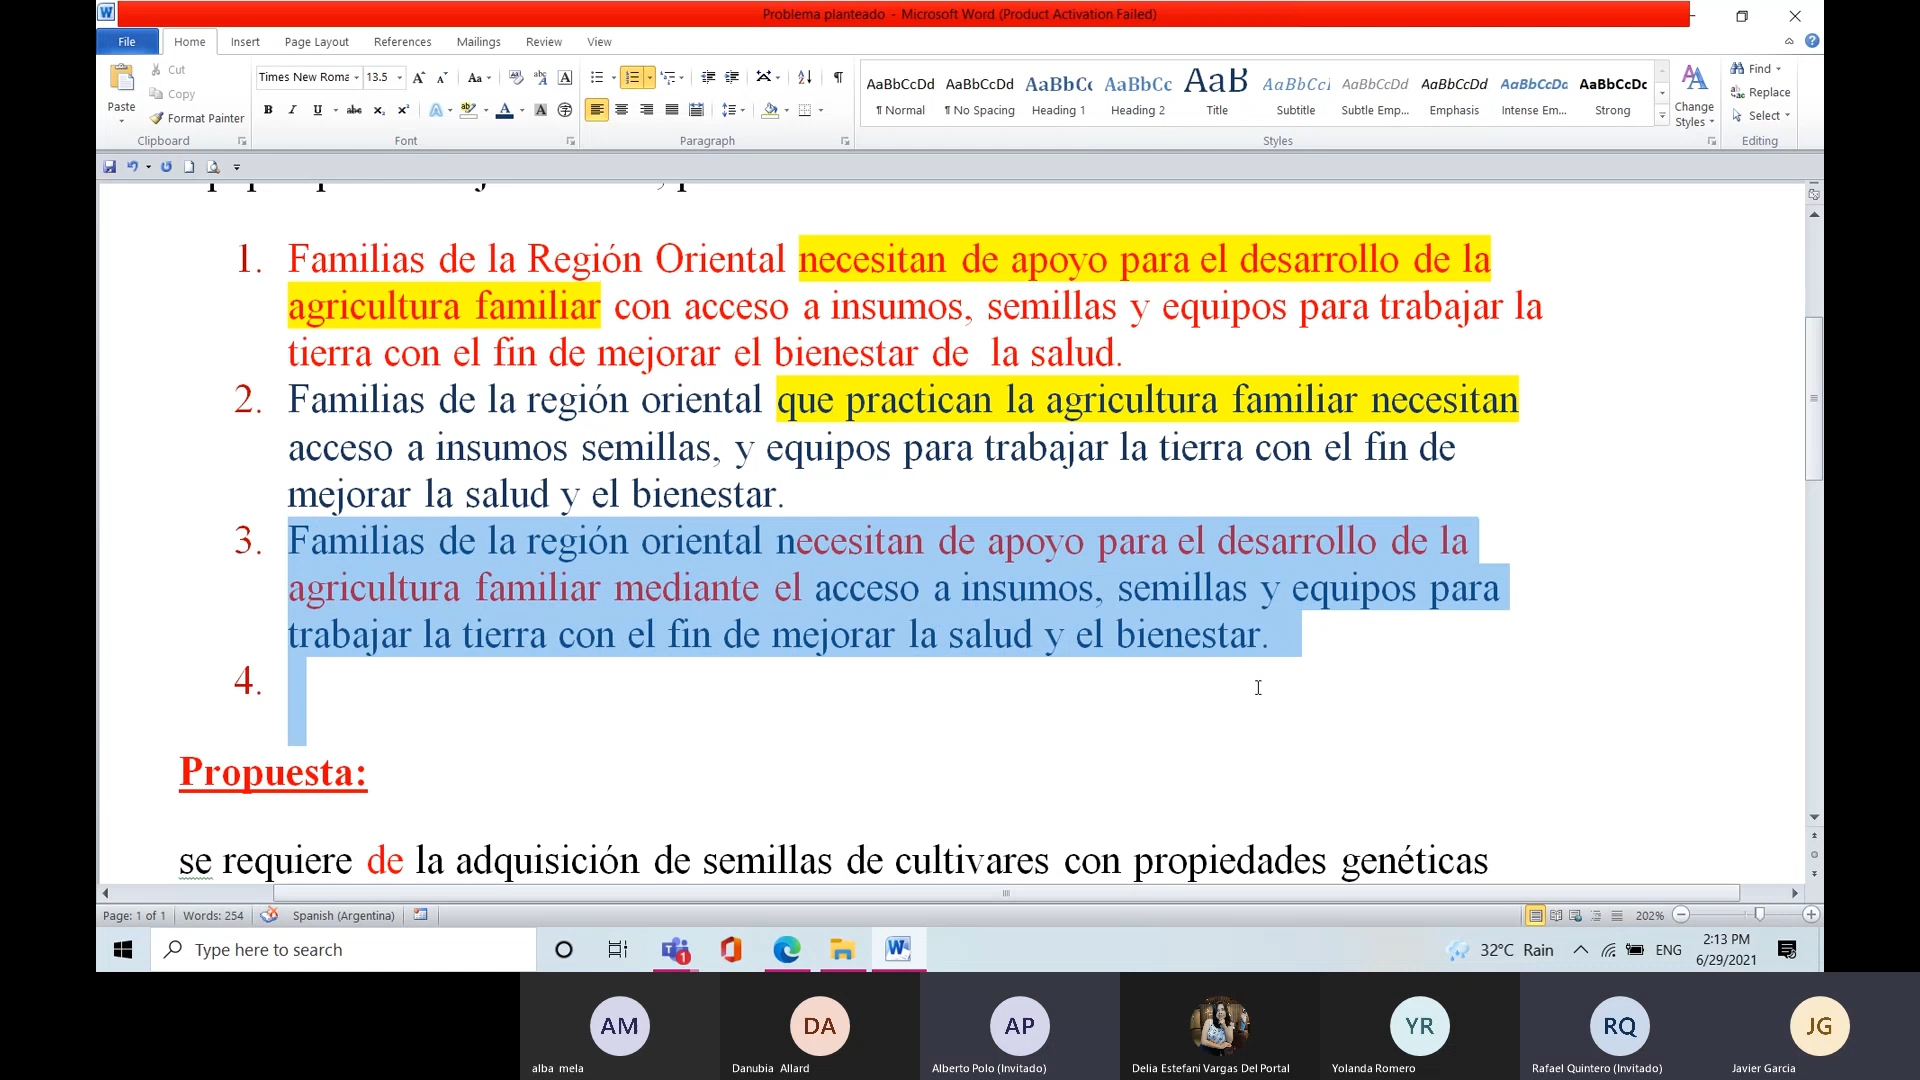 Problema planteado - Microsoft Word (Product Activation Failed)
File Home Insert Page Layout References Mailings Review View
Cut
Copy
Format Painter
Paste
Times New Roma 13.5
AaBbCcDd AaBbCcDd AaBbCc AaBbCc AaB AaBbCcI AaBbCcDd AaBbCcDd AaBbCcDc AaBbCcDc
¶ Normal ¶ No Spacing Heading 1 Heading 2 Title Subtitle Subtle Emp... Emphasis Intense Em... Strong
Change Styles
Find
Replace
Select
Clipboard Font Paragraph Styles Editing
1. Familias de la Región Oriental necesitan de apoyo para el desarrollo de la
agricultura familiar con acceso a insumos, semillas y equipos para trabajar la
tierra con el fin de mejorar el bienestar de la salud.
2. Familias de la región oriental que practican la agricultura familiar necesitan
acceso a insumos semillas, y equipos para trabajar la tierra con el fin de
mejorar la salud y el bienestar.
3. Familias de la región oriental necesitan de apoyo para el desarrollo de la
agricultura familiar mediante el acceso a insumos, semillas y equipos para
trabajar la tierra con el fin de mejorar la salud y el bienestar.
4.
Propuesta:
se requiere de la adquisición de semillas de cultivares con propiedades genéticas
Page: 1 of 1 Words: 254 Spanish (Argentina) 202%
Type here to search
1
32°C Rain ENG
2:13 PM
6/29/2021
AM DA AP YR RQ JG
alba mela Danubia Allard Alberto Polo (Invitado) Delia Estefani Vargas Del Portal Yolanda Romero Rafael Quintero (Invitado) Javier Garcia